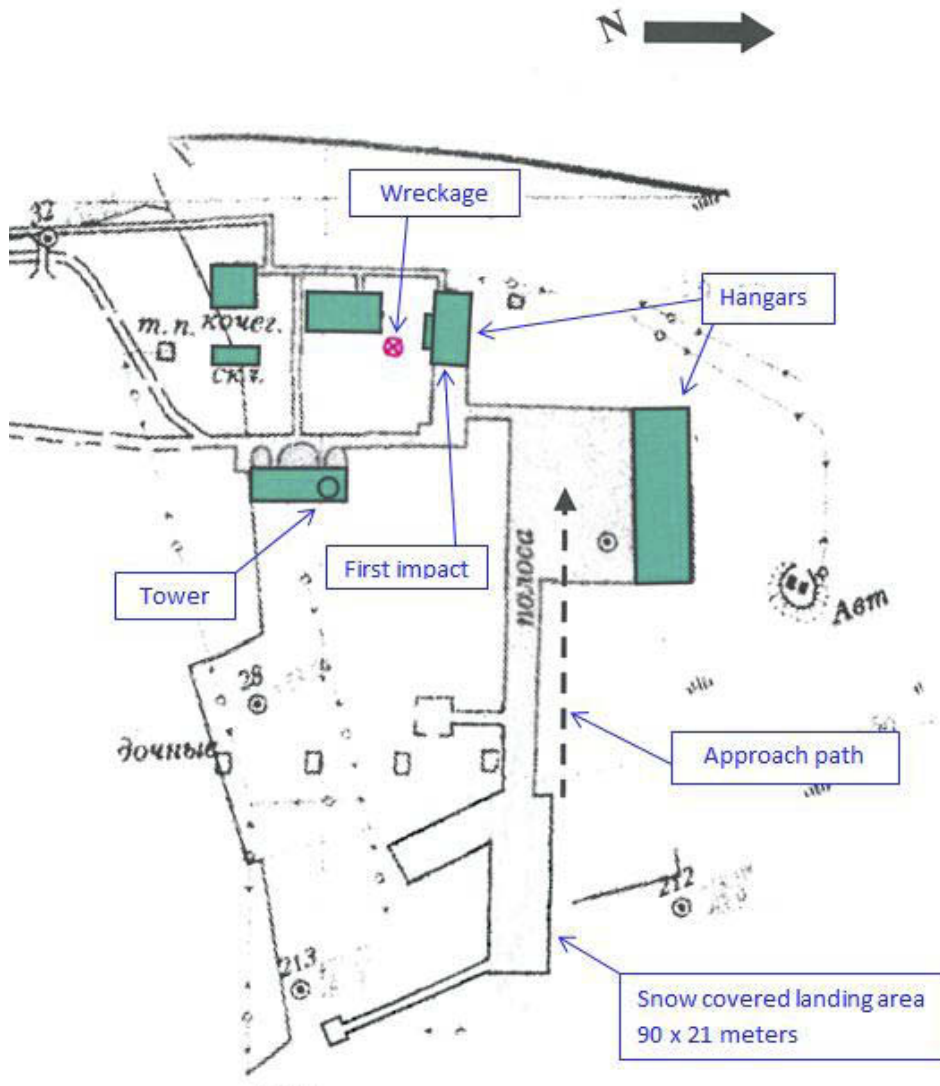 N
Wreckage
32
Hangars
т.п.
кочег.
скл.
First impact
Tower
полоса
Авт
28
дочные
Approach path
212
213
Snow covered landing area
90 x 21 meters